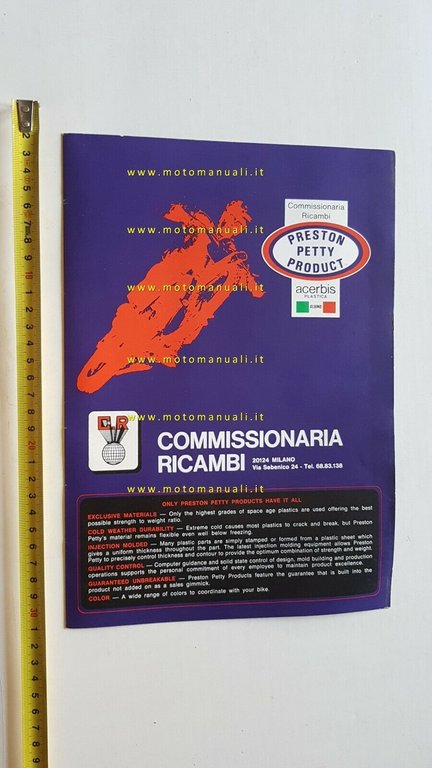 www.motomanuali.it
www.motomanuali.it
Commissionaria
Ricambi
PRESTON
PETTY
PRODUCT
acerbis
PLASTICA
ALBINO
www.motomanuali.it
www.motomanuali.it
www.motomanuali.it
www.motomanuali.it
C R
COMMISSIONARIA
RICAMBI
20124 MILANO
Via Sebenico 24 - Tel. 68.83.138
www.motomanuali.it
ONLY PRESTON PETTY PRODUCTS HAVE IT ALL
EXCLUSIVE MATERIALS — Only the highest grades of space age plastics are used offering the best
possible strength to weight ratio.
COLD WEATHER DURABILITY — Extreme cold causes most plastics to crack and break, but Preston
Petty's material remains flexible even well below freezing.
INJECTION MOLDED — Many plastic parts are simply stamped or formed from a plastic sheet which
gives a uniform thickness throughout the part. The latest injection molding equipment allows Preston
Petty to precisely control thickness and contour to provide the optimum combination of strength and weight.
QUALITY CONTROL — Computer guidance and solid state control of design, mold building and production
operations supports the personal commitment of every employee to maintain product excellence.
GUARANTEED UNBREAKABLE — Preston Petty Products feature the guarantee that is built into the
product not added on as a sales gimmick.
COLOR — A wide range of colors to coordinate with your bike.
www.motomanuali.it